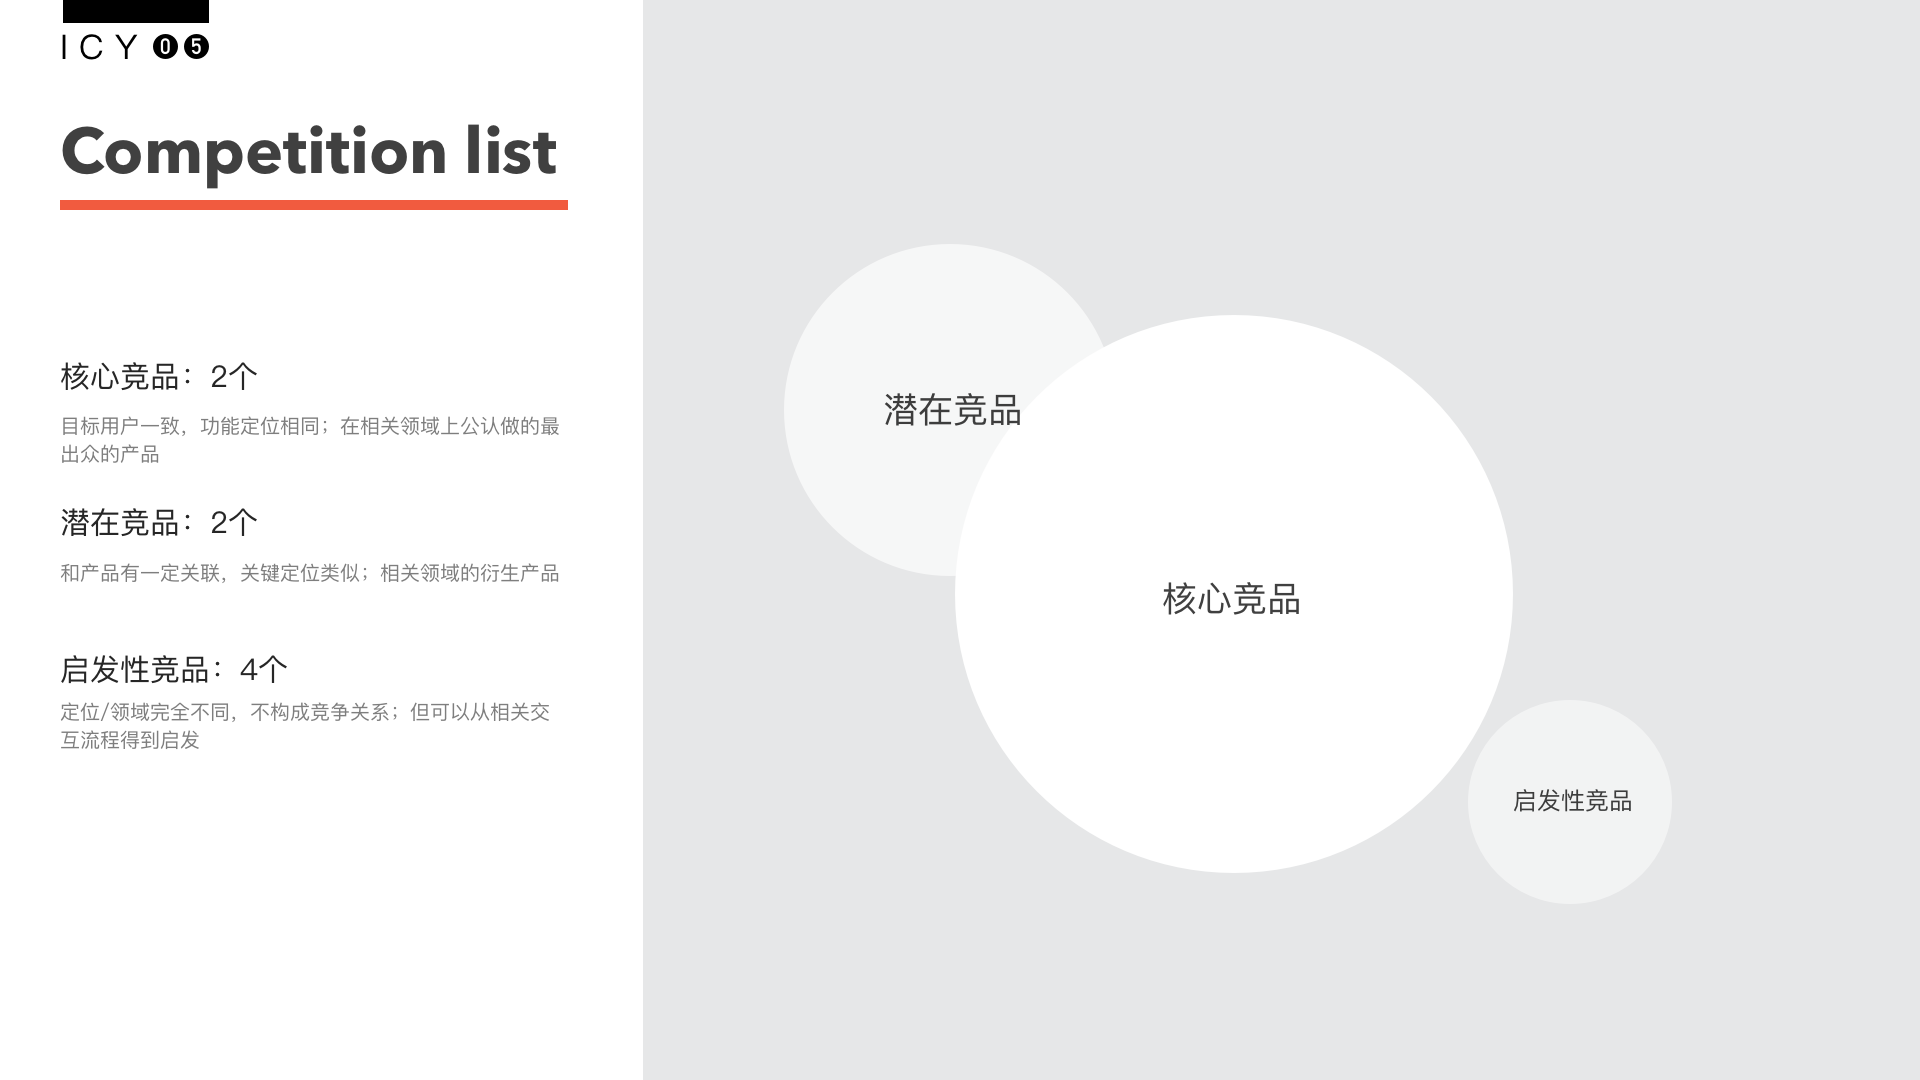 ICY05
Competition list
核心竞品：2个
目标用户一致，功能定位相同；在相关领域上公认做的最
出众的产品
潜在竞品：2个
和产品有一定关联，关键定位类似；相关领域的衍生产品
启发性竞品：4个
定位/领域完全不同，不构成竞争关系；但可以从相关交
互流程得到启发
潜在竞品
核心竞品
启发性竞品